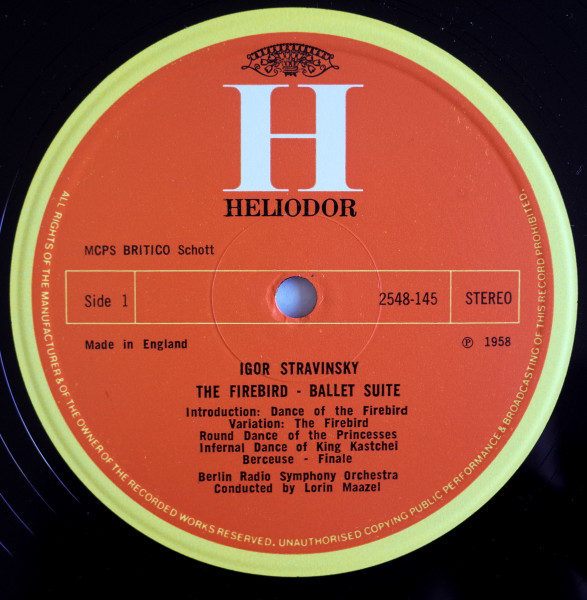 H
HELIODOR
MCPS BRITICO Schott
Side 1
2548-145
STEREO
Made in England
℗ 1958
IGOR STRAVINSKY
THE FIREBIRD - BALLET SUITE
Introduction: Dance of the Firebird
Variation: The Firebird
Round Dance of the Princesses
Infernal Dance of King Kastchei
Berceuse - Finale
Berlin Radio Symphony Orchestra
Conducted by Lorin Maazel
ALL RIGHTS OF THE MANUFACTURER & OF THE OWNER OF THE RECORDED WORKS RESERVED. UNAUTHORISED COPYING PUBLIC PERFORMANCE & BROADCASTING OF THIS RECORD PROHIBITED.